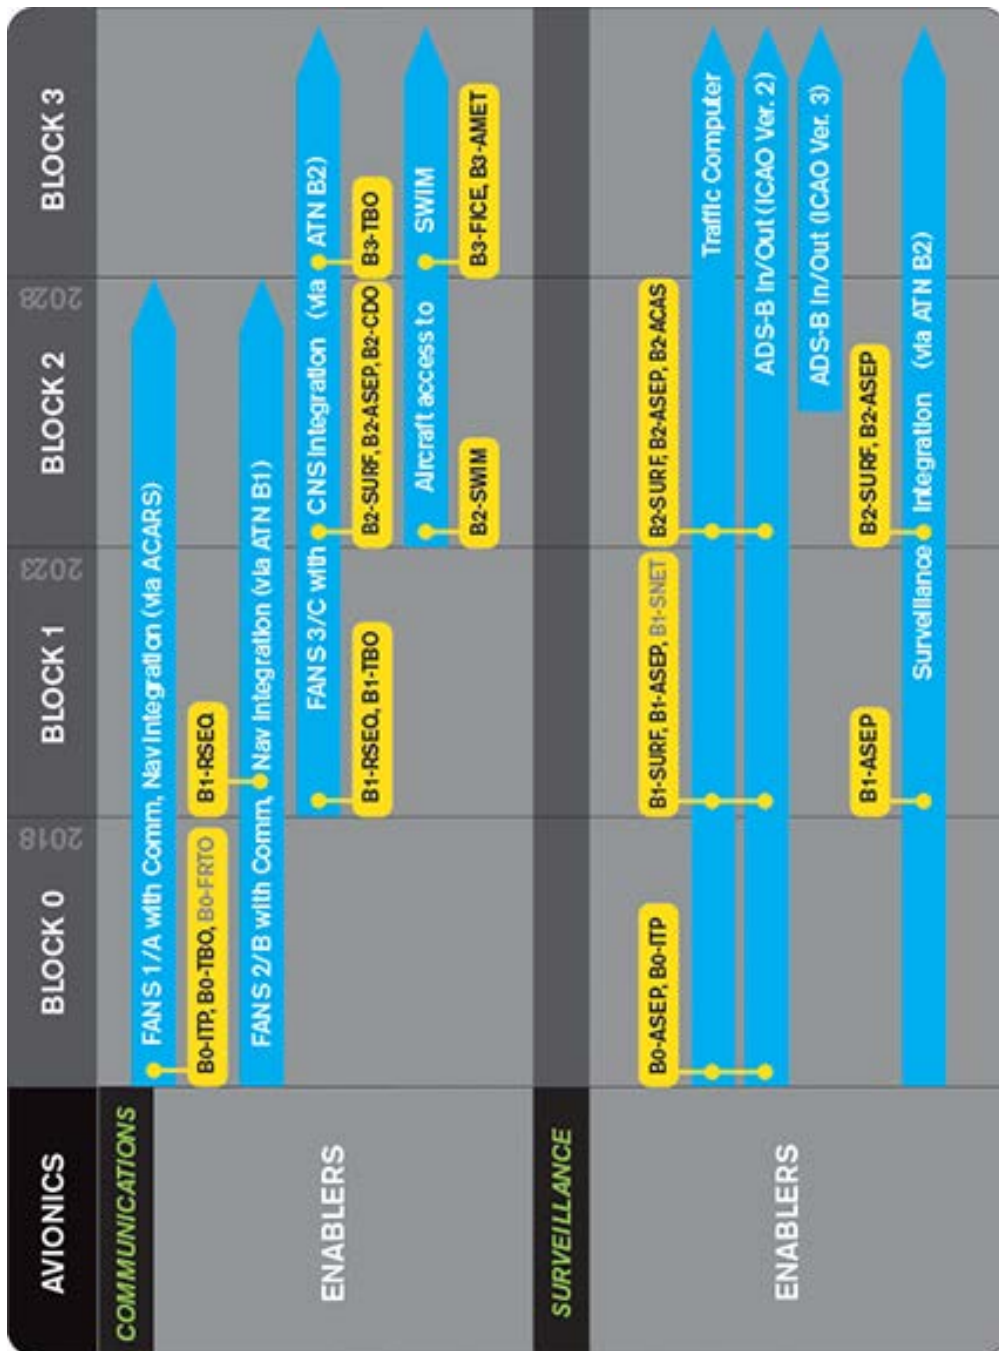 AVIONICS
BLOCK 0
2018
BLOCK 1
2023
BLOCK 2
2028
BLOCK 3
COMMUNICATIONS
ENABLERS
FANS 1/A with Comm, Nav Integration (via ACARS)
B0-ITP, B0-TBO, B0-FRTO
B1-RSEQ
FANS 2/B with Comm, Nav Integration (via ATN B1)
FANS 3/C with CNS Integration (via ATN B2)
B1-RSEQ, B1-TBO
B2-SURF, B2-ASEP, B2-CDO
B3-TBO
Aircraft access to SWIM
B2-SWIM
B3-FICE, B3-AMET
SURVEILLANCE
ENABLERS
B0-ASEP, B0-ITP
B1-SURF, B1-ASEP, B1-SNET
B2-SURF, B2-ASEP, B2-ACAS
Traffic Computer
ADS-B In/Out (ICAO Ver. 2)
ADS-B In/Out (ICAO Ver. 3)
B1-ASEP
B2-SURF, B2-ASEP
Surveillance Integration (via ATN B2)